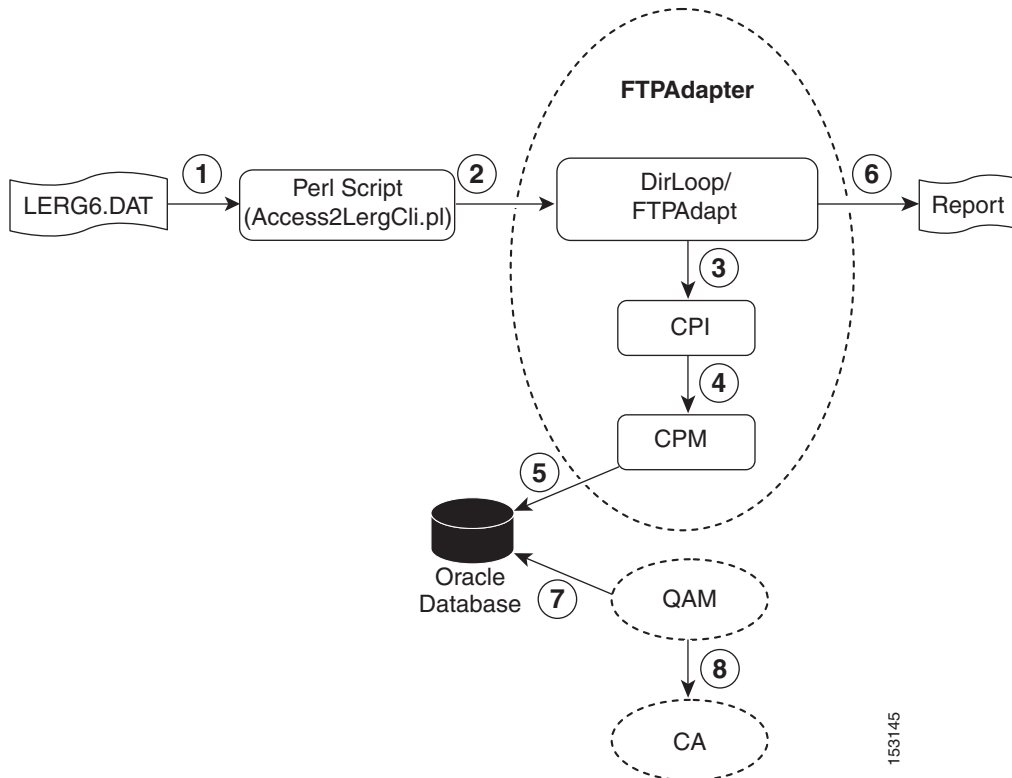 FTPAdapter
1
2
6
LERG6.DAT
Perl Script
(Access2LergCli.pl)
DirLoop/
FTPAdapt
Report
3
CPI
4
CPM
5
Oracle
Database
7
QAM
8
CA
153145